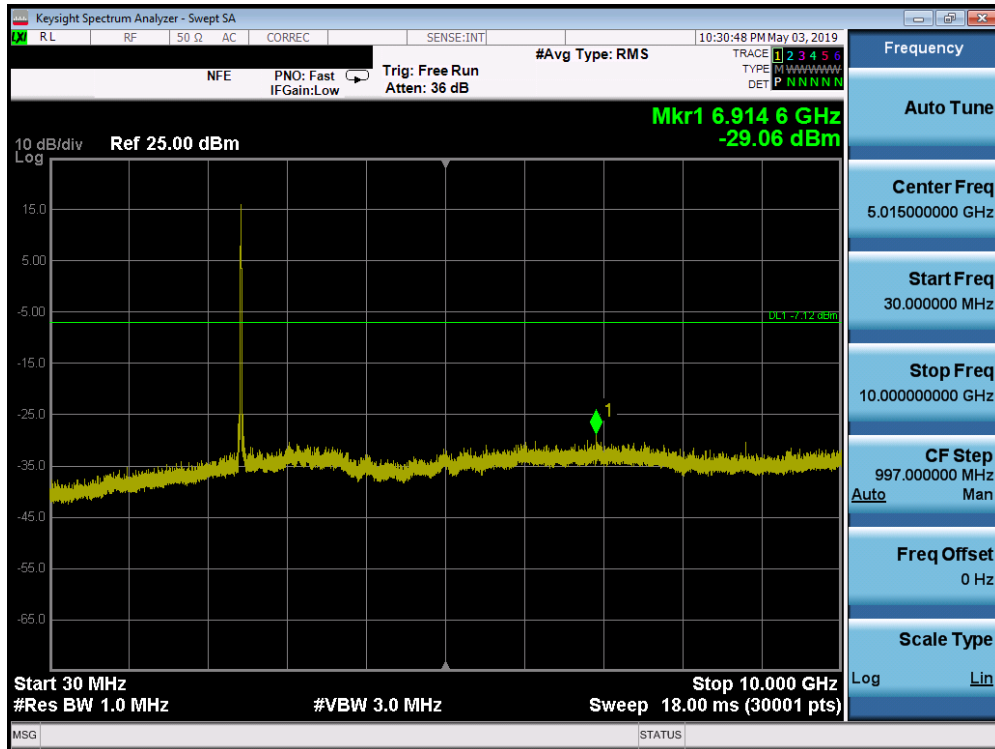 Keysight Spectrum Analyzer - Swept SA
LXI RL RF 50 Ω AC CORREC SENSE:INT 10:30:48 PM May 03, 2019
#Avg Type: RMS
TRACE 1 2 3 4 5 6
NFE PNO: Fast Trig: Free Run TYPE M W W W W W
IFGain:Low Atten: 36 dB DET P N N N N N
Mkr1 6.914 6 GHz
-29.06 dBm
10 dB/div Ref 25.00 dBm
Log
15.0
5.00
-5.00
DL1 -7.12 dBm
-15.0
-25.0
1
-35.0
-45.0
-55.0
-65.0
Start 30 MHz Stop 10.000 GHz
#Res BW 1.0 MHz #VBW 3.0 MHz Sweep 18.00 ms (30001 pts)
MSG STATUS
Frequency
Auto Tune
Center Freq
5.015000000 GHz
Start Freq
30.000000 MHz
Stop Freq
10.000000000 GHz
CF Step
997.000000 MHz
Auto Man
Freq Offset
0 Hz
Scale Type
Log Lin